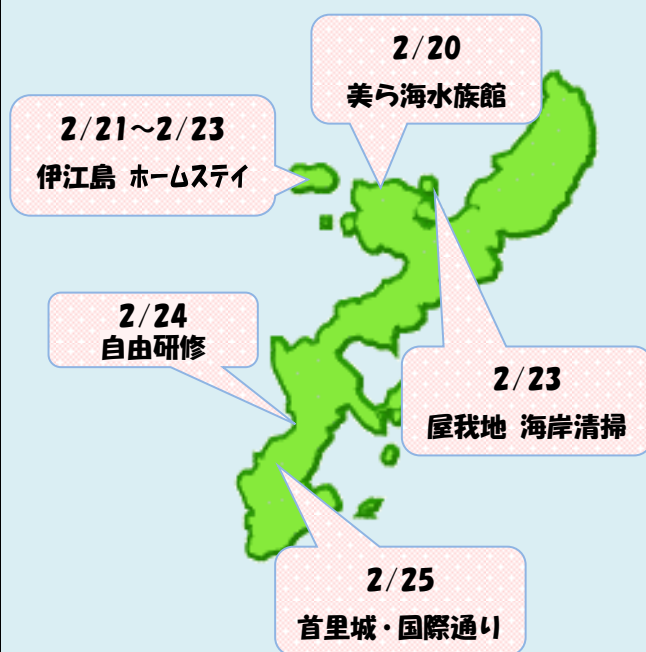 2/20
美ら海水族館
2/21～2/23
伊江島 ホームステイ
2/24
自由研修
2/23
屋我地 海岸清掃
2/25
首里城・国際通り